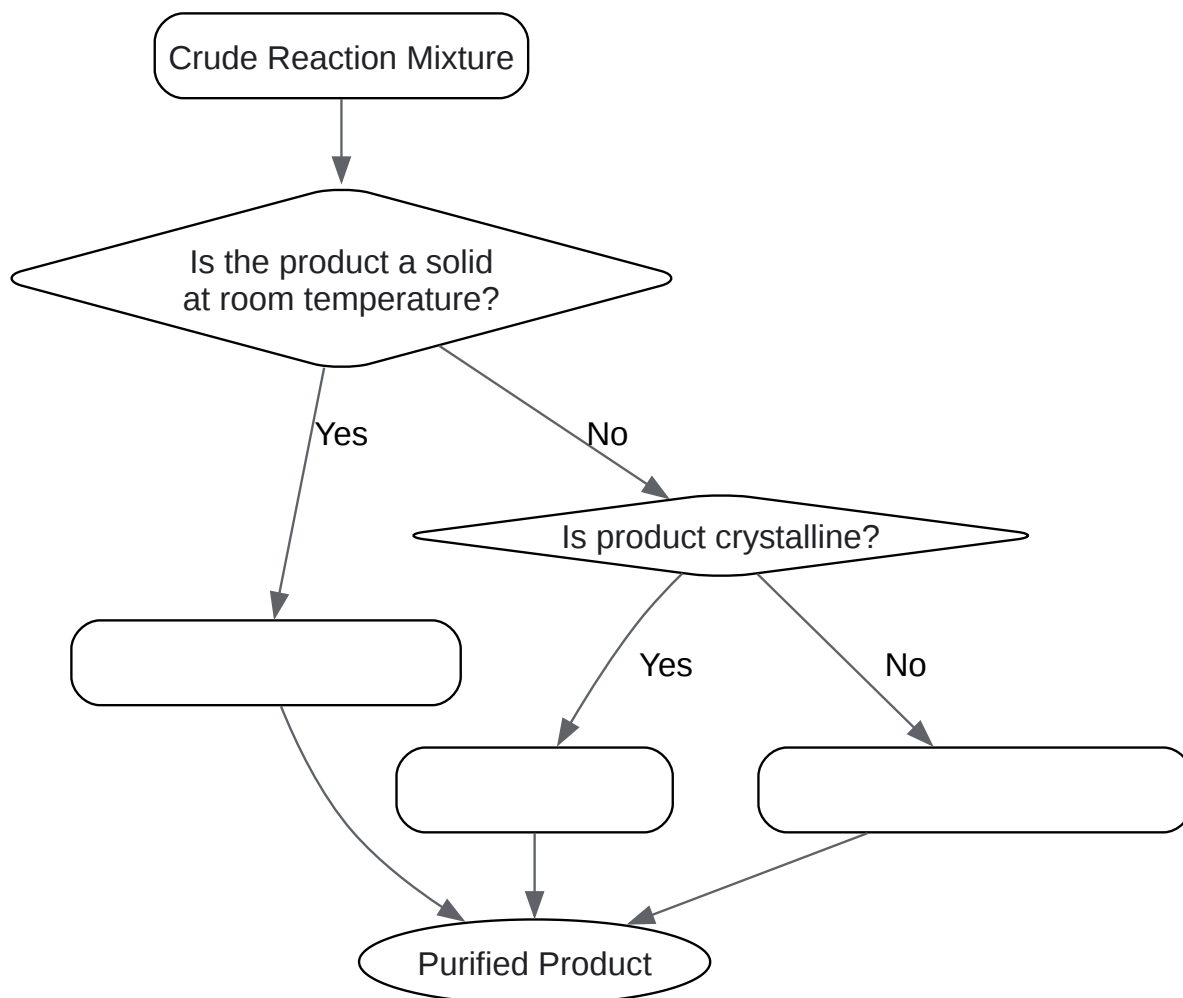 Crude Reaction Mixture
Is the product a solid
at room temperature?
Yes
No
Is product crystalline?
Yes
No
Purified Product